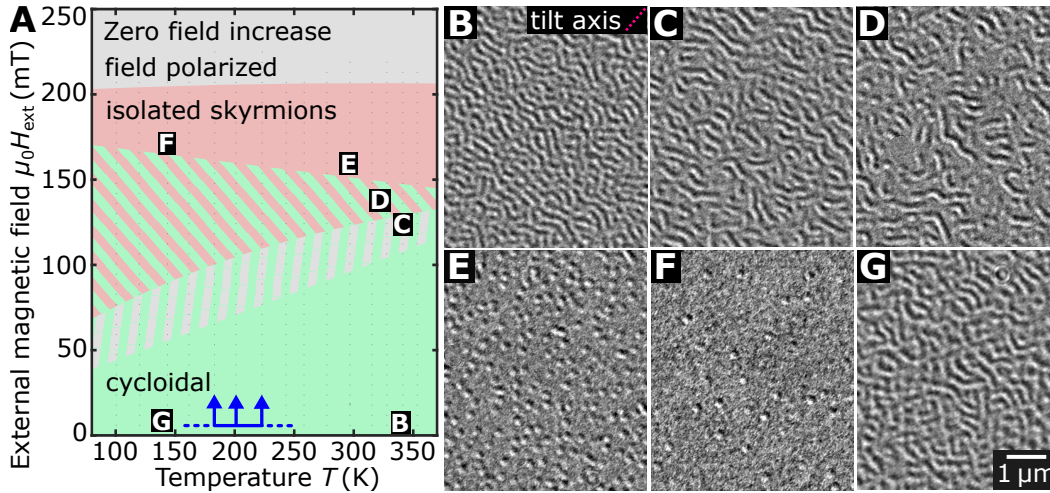 A
Zero field increase
field polarized
isolated skyrmions
F
E
D
C
cycloidal
G
B
250
200
150
100
50
0
External magnetic field μ₀H_ext (mT)
100 150 200 250 300 350
Temperature T (K)
B tilt axis
C
D
E
F
G
1 μm